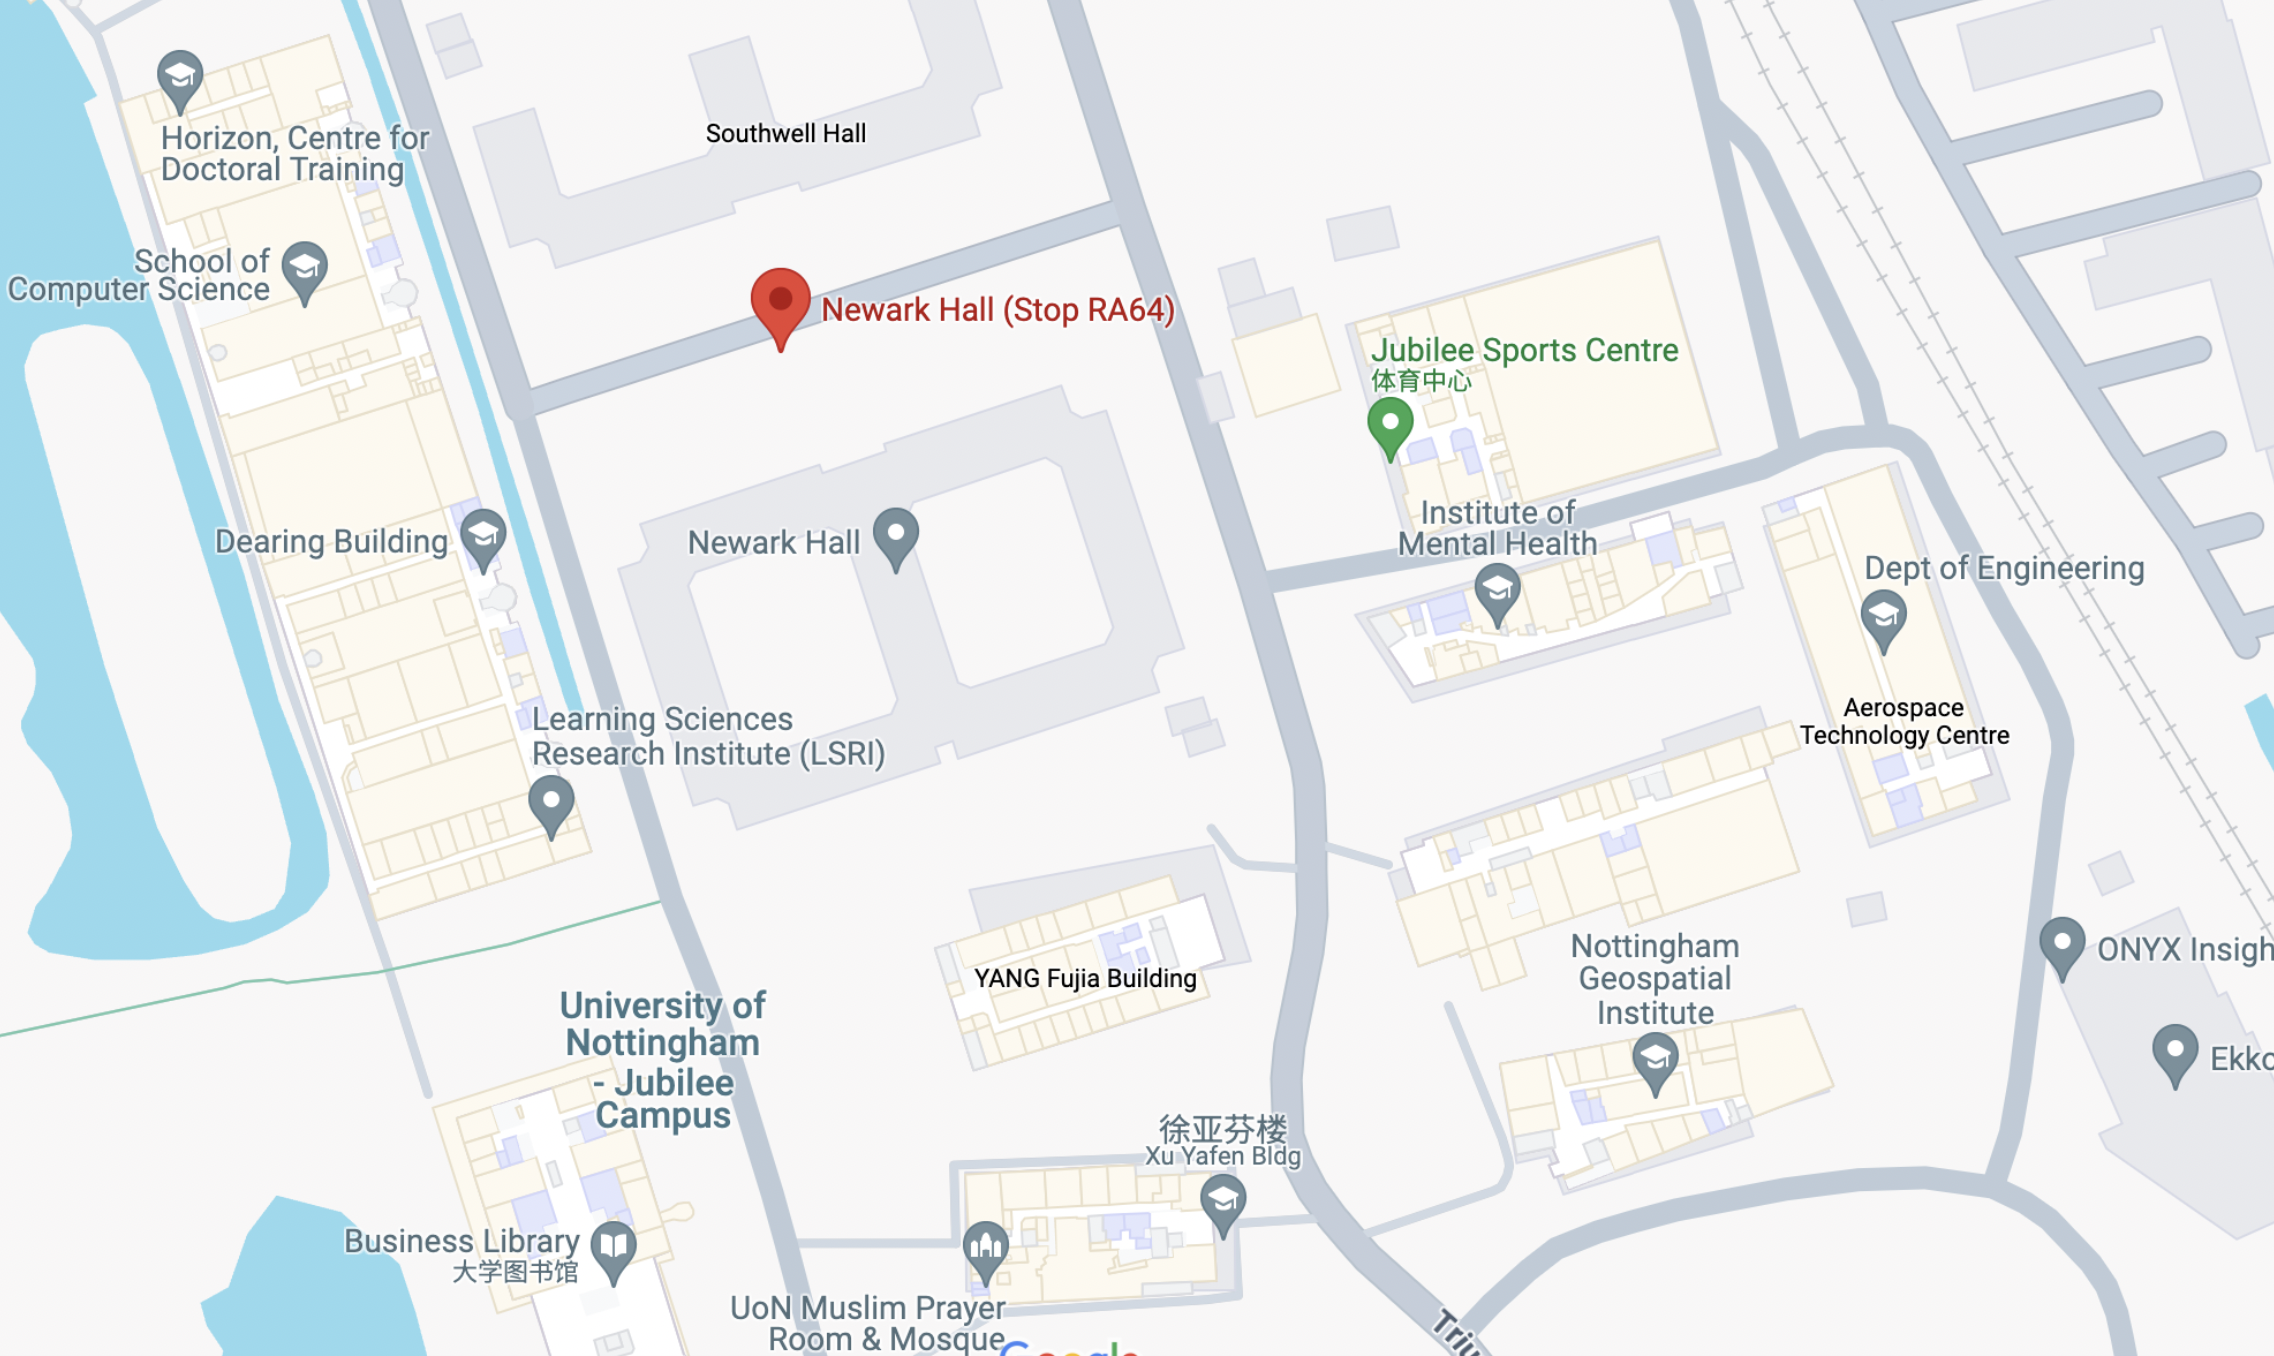 Horizon, Centre for
Doctoral Training
Southwell Hall
School of
Computer Science
Newark Hall (Stop RA64)
Jubilee Sports Centre
体育中心
Dearing Building
Newark Hall
Institute of
Mental Health
Dept of Engineering
Learning Sciences
Research Institute (LSRI)
Aerospace
Technology Centre
YANG Fujia Building
Nottingham
Geospatial
Institute
ONYX Insigh
University of
Nottingham
- Jubilee
Campus
Ekko
徐亚芬楼
Xu Yafen Bldg
Business Library
大学图书馆
UoN Muslim Prayer
Room & Mosque
Triu
Google